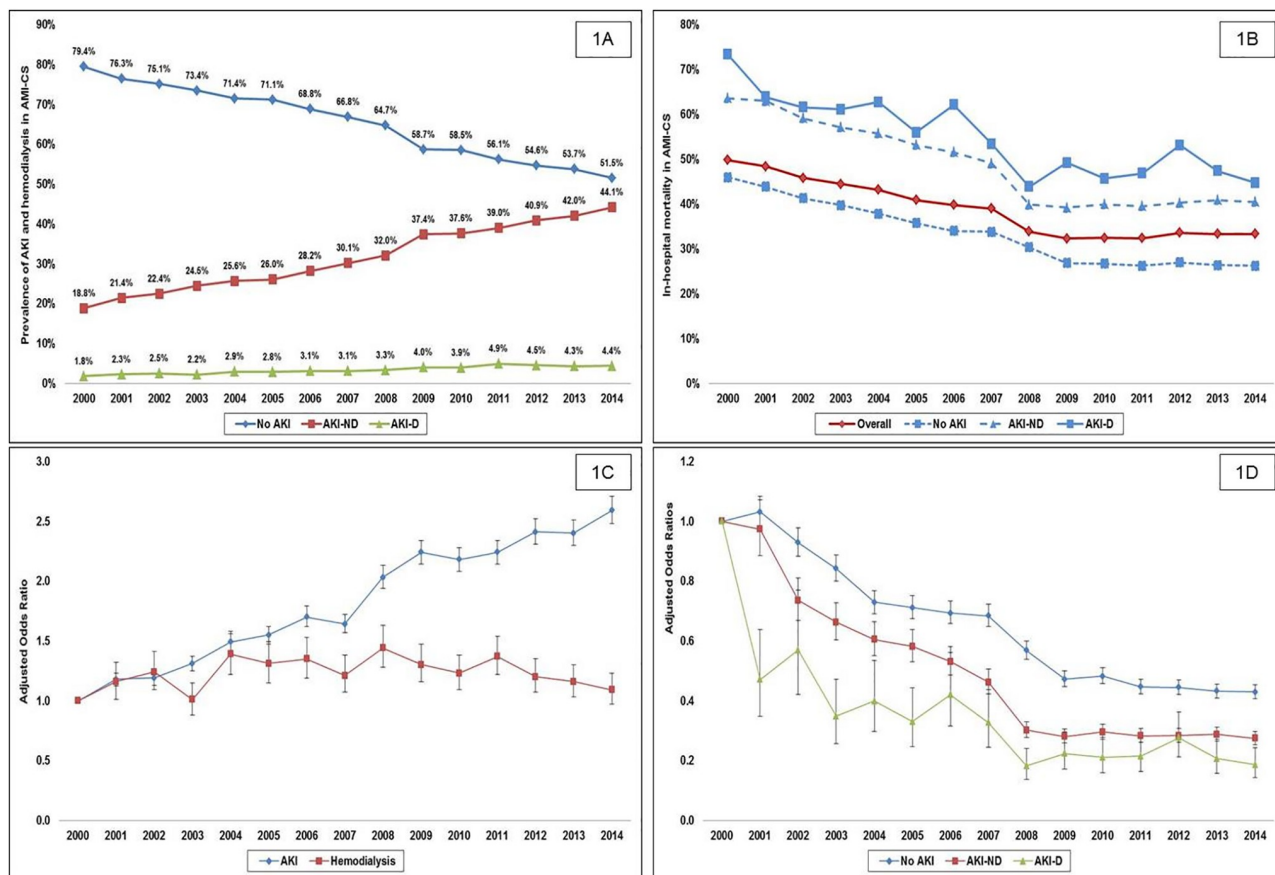 1A
Prevalence of AKI and hemodialysis in AMI-CS
90%
80%
70%
60%
50%
40%
30%
20%
10%
0%
79.4% 76.3% 75.1% 73.4% 71.4% 71.1% 68.8% 66.8% 64.7% 58.7% 58.5% 56.1% 54.6% 53.7% 51.5%
18.8% 21.4% 22.4% 24.5% 25.6% 26.0% 28.2% 30.1% 32.0% 37.4% 37.6% 39.0% 40.9% 42.0% 44.1%
1.8% 2.3% 2.5% 2.2% 2.9% 2.8% 3.1% 3.1% 3.3% 4.0% 3.9% 4.9% 4.5% 4.3% 4.4%
2000 2001 2002 2003 2004 2005 2006 2007 2008 2009 2010 2011 2012 2013 2014
No AKI AKI-ND AKI-D
1B
In-hospital mortality in AMI-CS
80%
70%
60%
50%
40%
30%
20%
10%
0%
2000 2001 2002 2003 2004 2005 2006 2007 2008 2009 2010 2011 2012 2013 2014
Overall No AKI AKI-ND AKI-D
1C
Adjusted Odds Ratio
3.0
2.5
2.0
1.5
1.0
0.5
0.0
2000 2001 2002 2003 2004 2005 2006 2007 2008 2009 2010 2011 2012 2013 2014
AKI Hemodialysis
1D
Adjusted Odds Ratios
1.2
1.0
0.8
0.6
0.4
0.2
0.0
2000 2001 2002 2003 2004 2005 2006 2007 2008 2009 2010 2011 2012 2013 2014
No AKI AKI-ND AKI-D